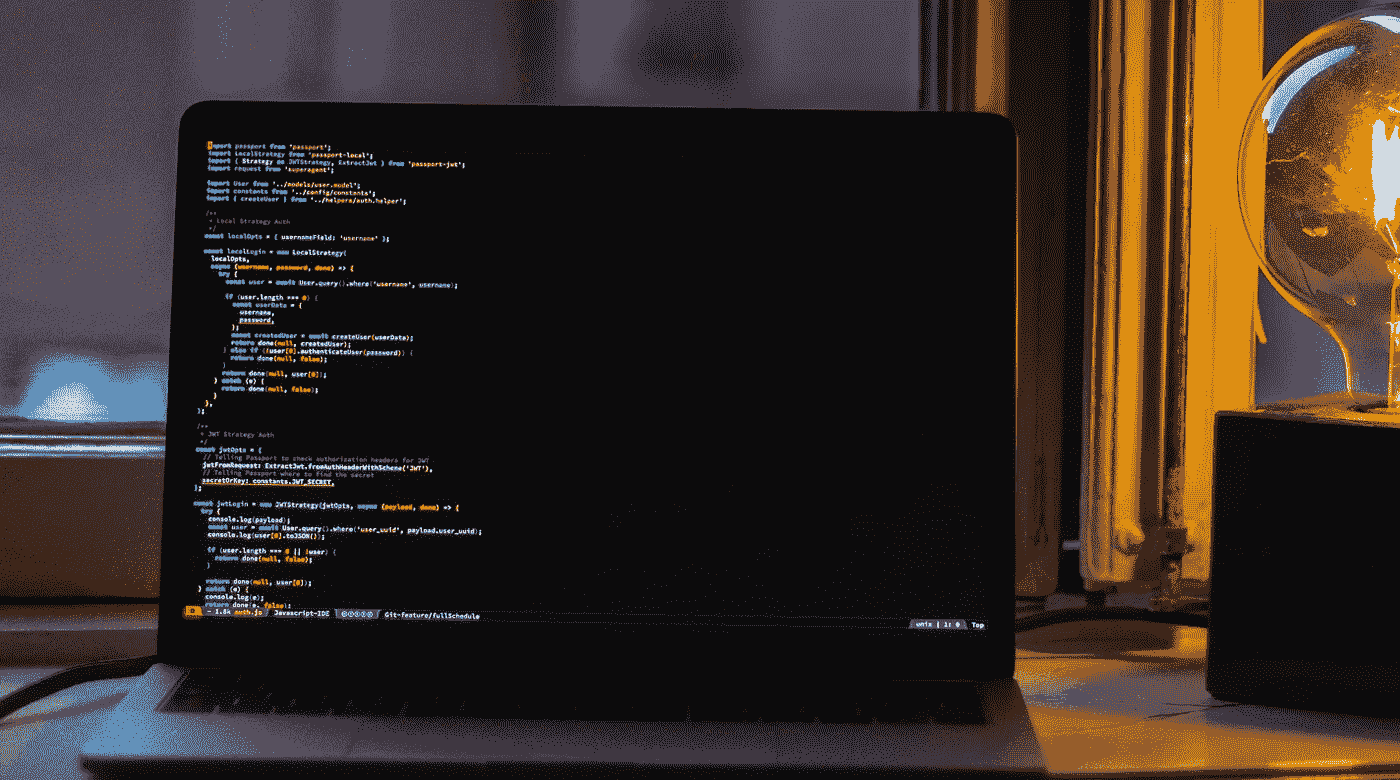 import passport from 'passport';
import LocalStrategy from 'passport-local';
import { Strategy as JWTStrategy, ExtractJwt } from 'passport-jwt';
import request from 'superagent';
import User from '../models/user.model';
import constants from '../config/constants';
import { createUser } from '../helpers/auth.helper';
/**
* Local Strategy Auth
*/
const localOpts = { usernameField: 'username' };
const localLogin = new LocalStrategy(
localOpts,
async (username, password, done) => {
try {
const user = await User.query().where('username', username);
if (user.length === 0) {
const userData = {
username,
password,
};
const createdUser = await createUser(userData);
return done(null, createdUser);
} else if (!user[0].authenticateUser(password)) {
return done(null, false);
}
return done(null, user[0]);
} catch (e) {
return done(null, false);
}
},
);
/**
* JWT Strategy Auth
*/
const jwtOpts = {
// Telling Passport to check authorization headers for JWT
jwtFromRequest: ExtractJwt.fromAuthHeaderWithScheme('JWT'),
// Telling Passport where to find the secret
secretOrKey: constants.JWT_SECRET,
};
const jwtLogin = new JWTStrategy(jwtOpts, async (payload, done) => {
try {
console.log(payload);
const user = await User.query().where('user_uuid', payload.user_uuid);
console.log(user[0].toJSON());
if (user.length === 0 || !user) {
return done(null, false);
}
return done(null, user[0]);
} catch (e) {
console.log(e);
return done(e, false);
- 1.8k auth.js Javascript-IDE Git-feature/fullSchedule unix | 1: 0 Top